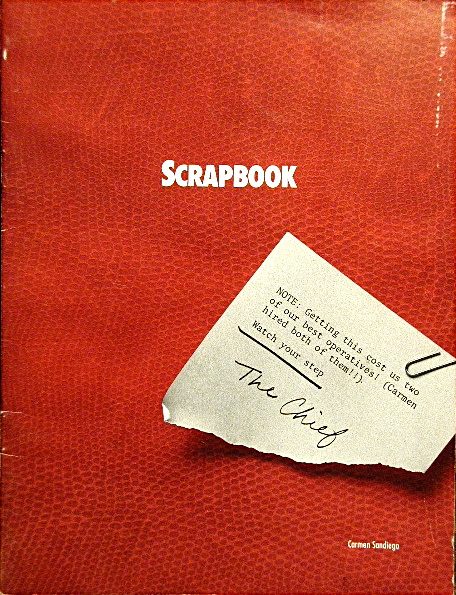 SCRAPBOOK
NOTE: Getting this cost us two
of our best operatives! (Carmen
hired both of them!!)
Watch your step
The Chief
Carmen Sandiego